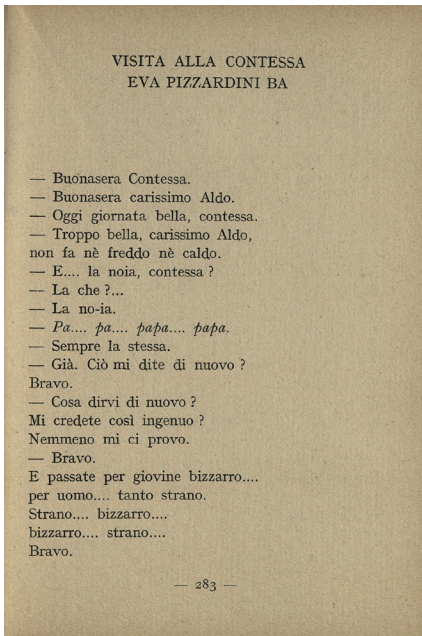 VISITA ALLA CONTESSA
EVA PIZZARDINI BA
— Buonasera Contessa.
— Buonasera carissimo Aldo.
— Oggi giornata bella, contessa.
— Troppo bella, carissimo Aldo,
non fa nè freddo nè caldo.
— E.... la noia, contessa ?
— La che ?...
— La no-ia.
— Pa.... pa.... papa.... papa.
— Sempre la stessa.
— Già. Ciò mi dite di nuovo ?
Bravo.
— Cosa dirvi di nuovo ?
Mi credete così ingenuo ?
Nemmeno mi ci provo.
— Bravo.
E passate per giovine bizzarro....
per uomo.... tanto strano.
Strano.... bizzarro....
bizzarro.... strano....
Bravo.
— 283 —